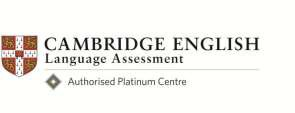 CAMBRIDGE ENGLISH
Language Assessment
Authorised Platinum Centre